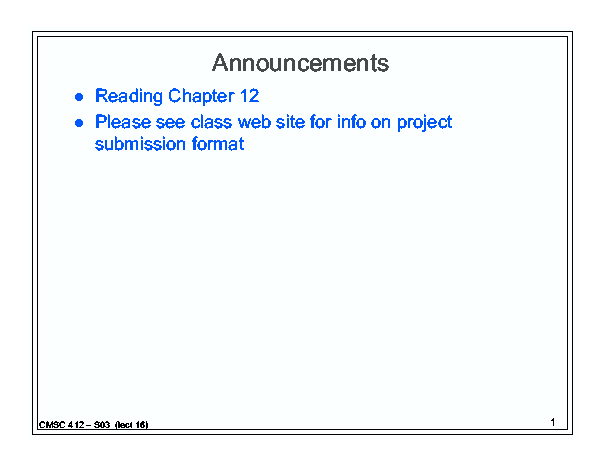 Announcements
● Reading Chapter 12
● Please see class web site for info on project
submission format
CMSC 412 – S03 (lect 16)
1